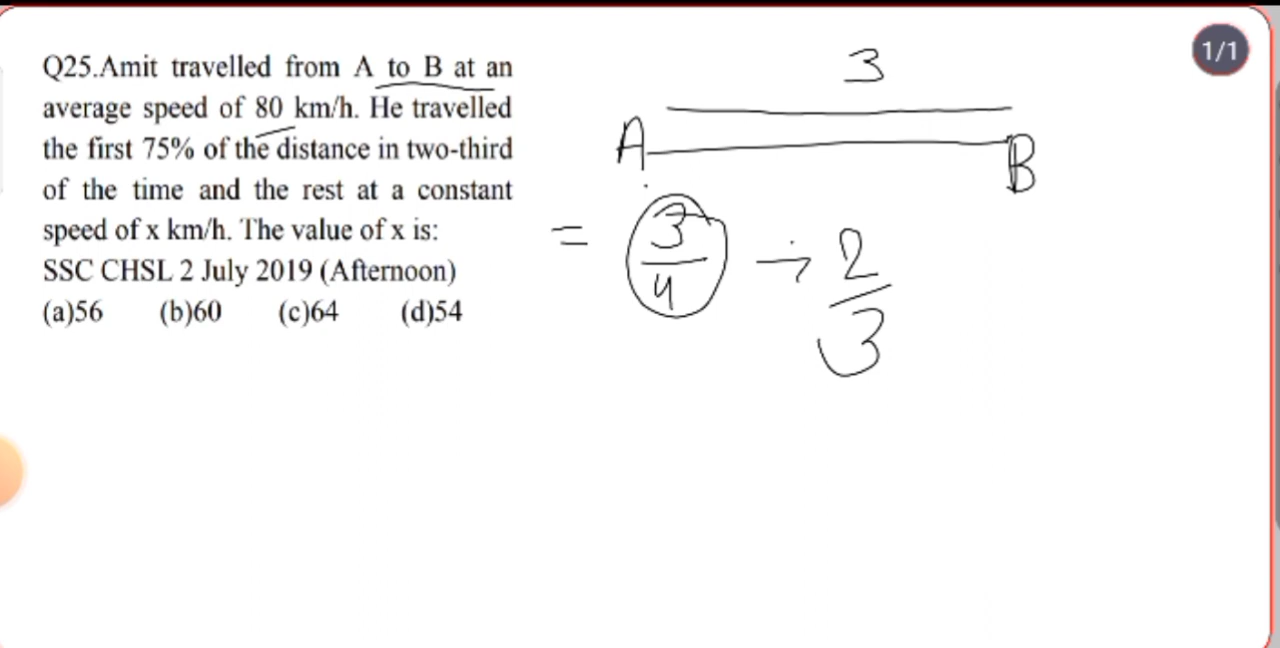 Q25.Amit travelled from A to B at an
average speed of 80 km/h. He travelled
the first 75% of the distance in two-third
of the time and the rest at a constant
speed of x km/h. The value of x is:
SSC CHSL 2 July 2019 (Afternoon)
(a)56 (b)60 (c)64 (d)54
1/1
3
A B
= 3/4 → 2/3